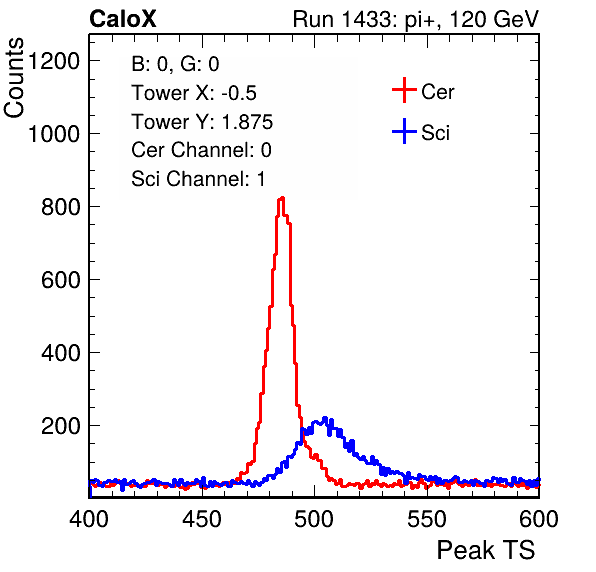 CaloX Run 1433: pi+, 120 GeV
Counts
B: 0, G: 0
Tower X: -0.5
Tower Y: 1.875
Cer Channel: 0
Sci Channel: 1
Cer
Sci
1200
1000
800
600
400
200
400 450 500 550 600
Peak TS